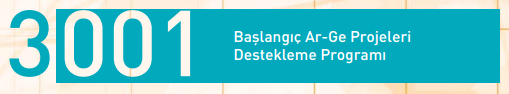 3001
Başlangıç Ar-Ge Projeleri
Destekleme Programı